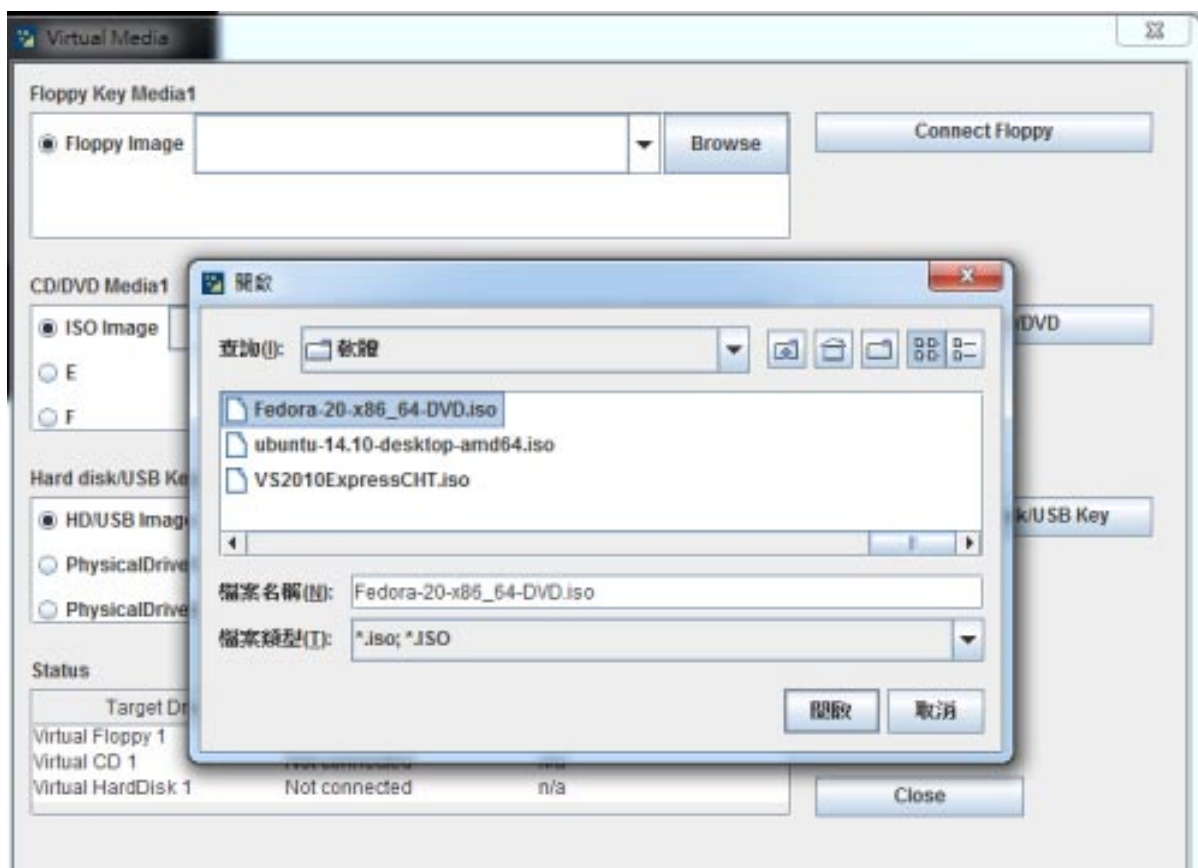 Virtual Media
Floppy Key Media1
Floppy Image
Browse
Connect Floppy
CD/DVD Media1
ISO Image
E
F
/DVD
開啟
查詢(I):
軟體
Fedora-20-x86_64-DVD.iso
ubuntu-14.10-desktop-amd64.iso
VS2010ExpressCHT.iso
檔案名稱(N):
Fedora-20-x86_64-DVD.iso
檔案類型(T):
*.iso; *.ISO
開啟
取消
Hard disk/USB Ke
HD/USB Imag
PhysicalDrive
PhysicalDrive
k/USB Key
Status
Target Dr
Virtual Floppy 1
Virtual CD 1 Not connected n/a
Virtual HardDisk 1 Not connected n/a
Close